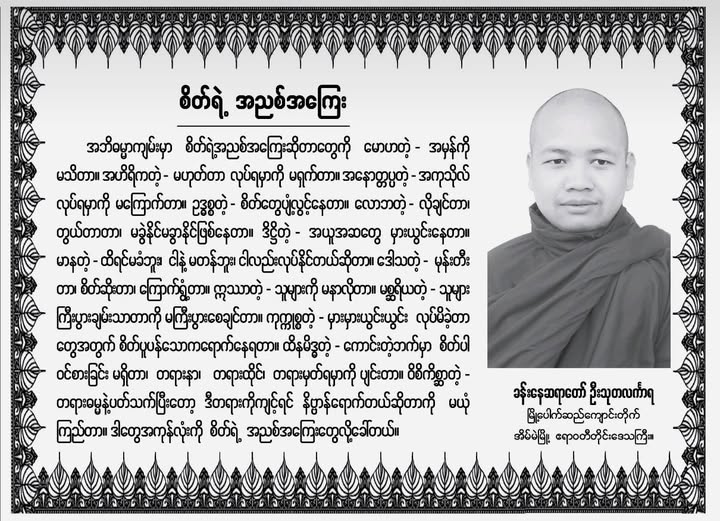 စိတ်ရဲ့ အညစ်အကြေး
အဘိဓမ္မာကျမ်းမှာ စိတ်ရဲ့အညစ်အကြေးဆိုတာတွေကို မောဟတဲ့ - အမှန်ကို
မသိတာ။ အဟိရိကတဲ့ - မဟုတ်တာ လုပ်ရမှာကို မရှက်တာ။ အနောတ္တပ္ပတဲ့ - အကုသိုလ်
လုပ်ရမှာကို မကြောက်တာ။ ဥဒ္ဓစ္စတဲ့ - စိတ်တွေပျံ့လွင့်နေတာ။ လောဘတဲ့ - လိုချင်တာ၊
တွယ်တာတာ၊ မခွဲနိုင်မခွာနိုင်ဖြစ်နေတာ။ ဒိဋ္ဌိတဲ့ - အယူအဆတွေ မှားယွင်းနေတာ။
မာနတဲ့ - ထိရင်မခံဘူး၊ ငါနဲ့ မတန်ဘူး၊ ငါလည်းလုပ်နိုင်တယ်ဆိုတာ။ ဒေါသတဲ့ - မုန်းတီး
တာ၊ စိတ်ဆိုးတာ၊ ကြောက်ရွံ့တာ။ ဣဿာတဲ့ - သူများကို မနာလိုတာ။ မစ္ဆရိယတဲ့ - သူများ
ကြီးပွားချမ်းသာတာကို မကြီးပွားစေချင်တာ။ ကုက္ကုစ္စတဲ့ - မှားမှားယွင်းယွင်း လုပ်မိခဲ့တာ
တွေအတွက် စိတ်ပူပန်သောကရောက်နေရတာ။ ထိနမိဒ္ဓတဲ့ - ကောင်းတဲ့ဘက်မှာ စိတ်ပါ
ဝင်စားခြင်း မရှိတာ၊ တရားနာ၊ တရားထိုင်၊ တရားမှတ်ရမှာကို ပျင်းတာ။ ဝိစိကိစ္ဆာတဲ့ -
တရားဓမ္မနဲ့ပတ်သက်ပြီးတော့ ဒီတရားကိုကျင့်ရင် နိဗ္ဗာန်ရောက်တယ်ဆိုတာကို မယုံ
ကြည်တာ။ ဒါတွေအကုန်လုံးကို စိတ်ရဲ့ အညစ်အကြေးတွေလို့ခေါ်တယ်။
ခန်းနေဆရာတော် ဦးသုတလင်္ကာရ
မြို့ပေါက်ဆည်ကျောင်းတိုက်
အိမ်မဲမြို့၊ ဧရာဝတီတိုင်းဒေသကြီး။